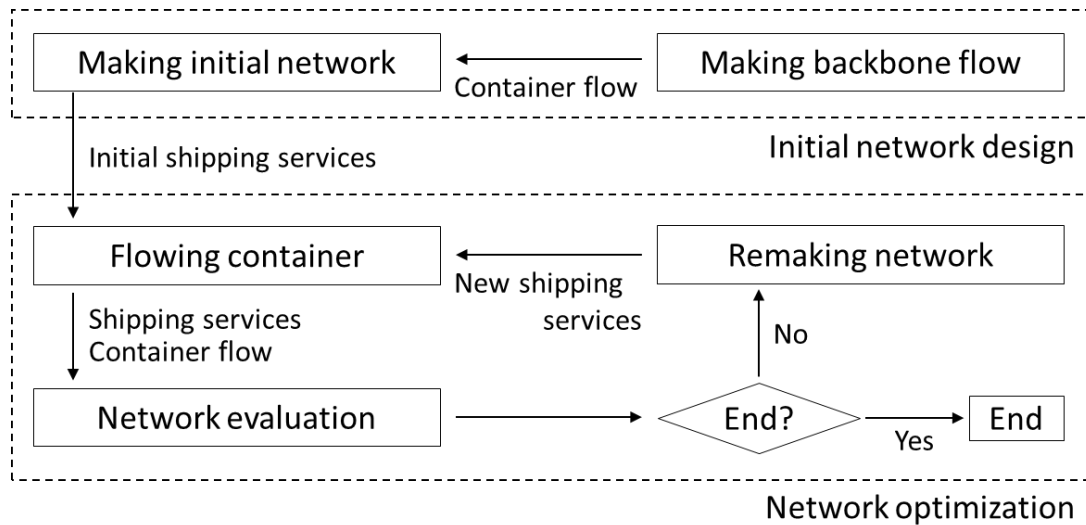 Making initial network
Making backbone flow
Container flow
Initial network design
Initial shipping services
Flowing container
Remaking network
New shipping
services
Shipping services
Container flow
No
Network evaluation
End?
End
Yes
Network optimization